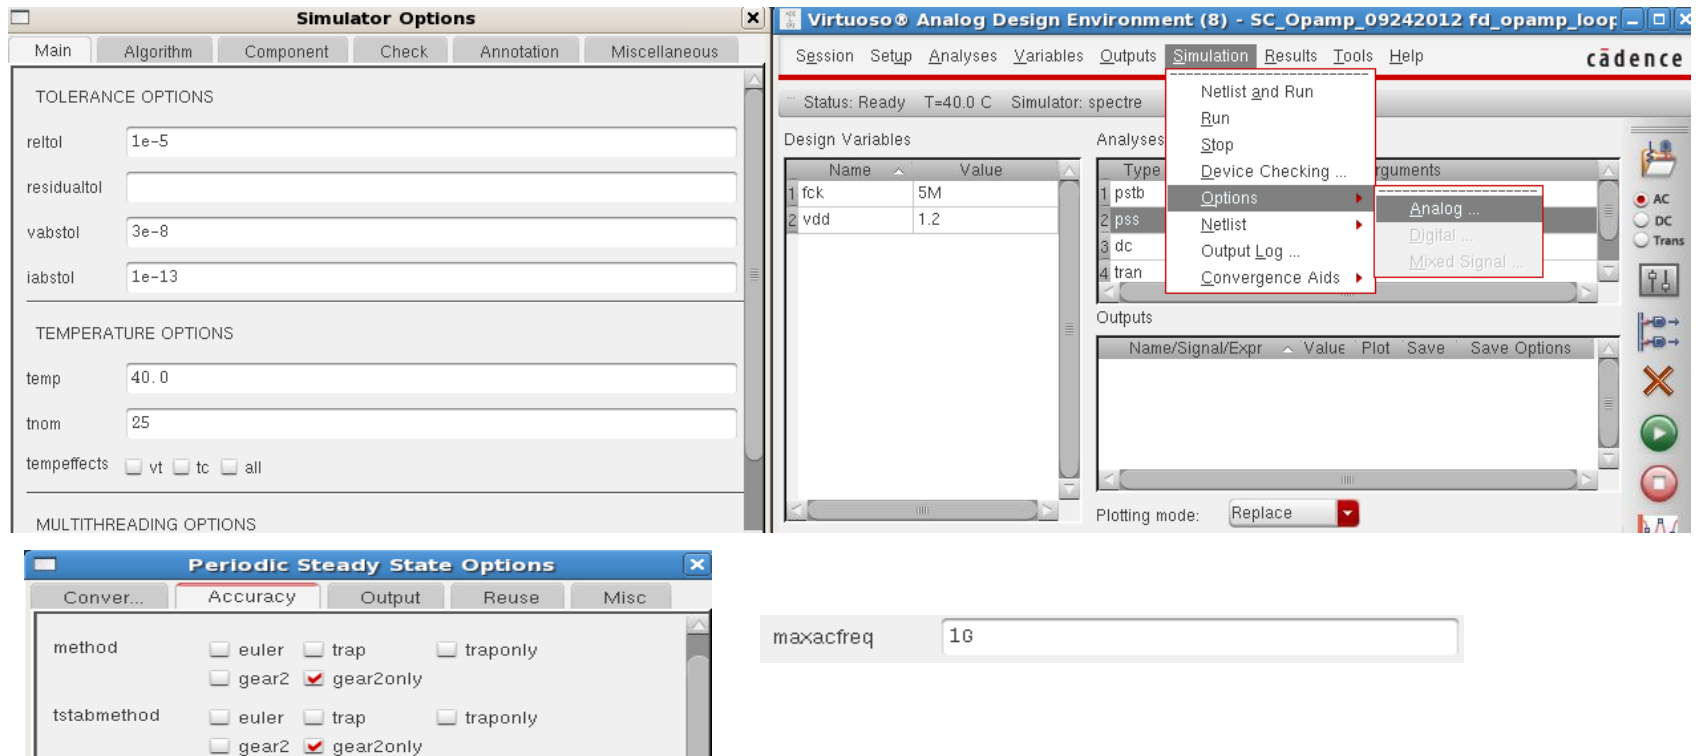 Simulator Options
Main Algorithm Component Check Annotation Miscellaneous
TOLERANCE OPTIONS
reltol 1e-5
residualtol
vabstol 3e-8
iabstol 1e-13
TEMPERATURE OPTIONS
temp 40.0
tnom 25
tempeffects vt tc all
MULTITHREADING OPTIONS
Virtuoso® Analog Design Environment (8) - SC_Opamp_09242012 fd_opamp_loop
Session Setup Analyses Variables Outputs Simulation Results Tools Help
cādence
Status: Ready T=40.0 C Simulator: spectre
Netlist and Run
Run
Stop
Device Checking ...
Options
Netlist
Output Log ...
Convergence Aids
Analog ...
Digital ...
Mixed Signal ...
Design Variables
Name Value
1 fck 5M
2 vdd 1.2
Analyses
Type rguments
1 pstb
2 pss
3 dc
4 tran
AC
DC
Trans
Outputs
Name/Signal/Expr Value Plot Save Save Options
Plotting mode: Replace
Periodic Steady State Options
Conver... Accuracy Output Reuse Misc
method euler trap traponly
gear2 gear2only
tstabmethod euler trap traponly
gear2 gear2only
maxacfreq 1G